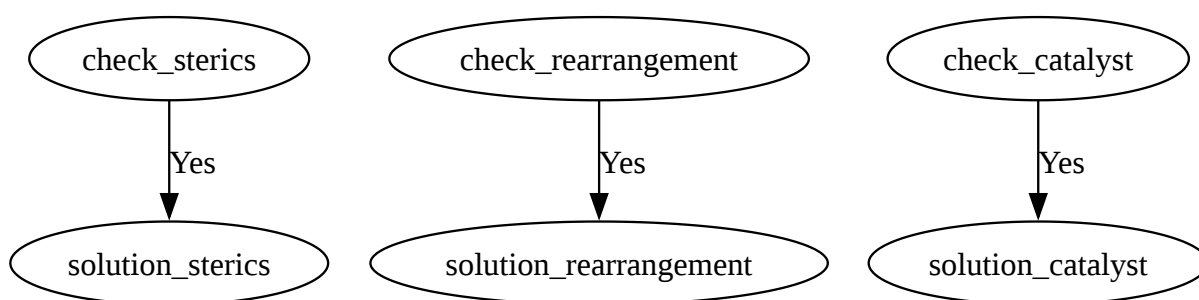 check_sterics
check_rearrangement
check_catalyst
Yes
Yes
Yes
solution_sterics
solution_rearrangement
solution_catalyst